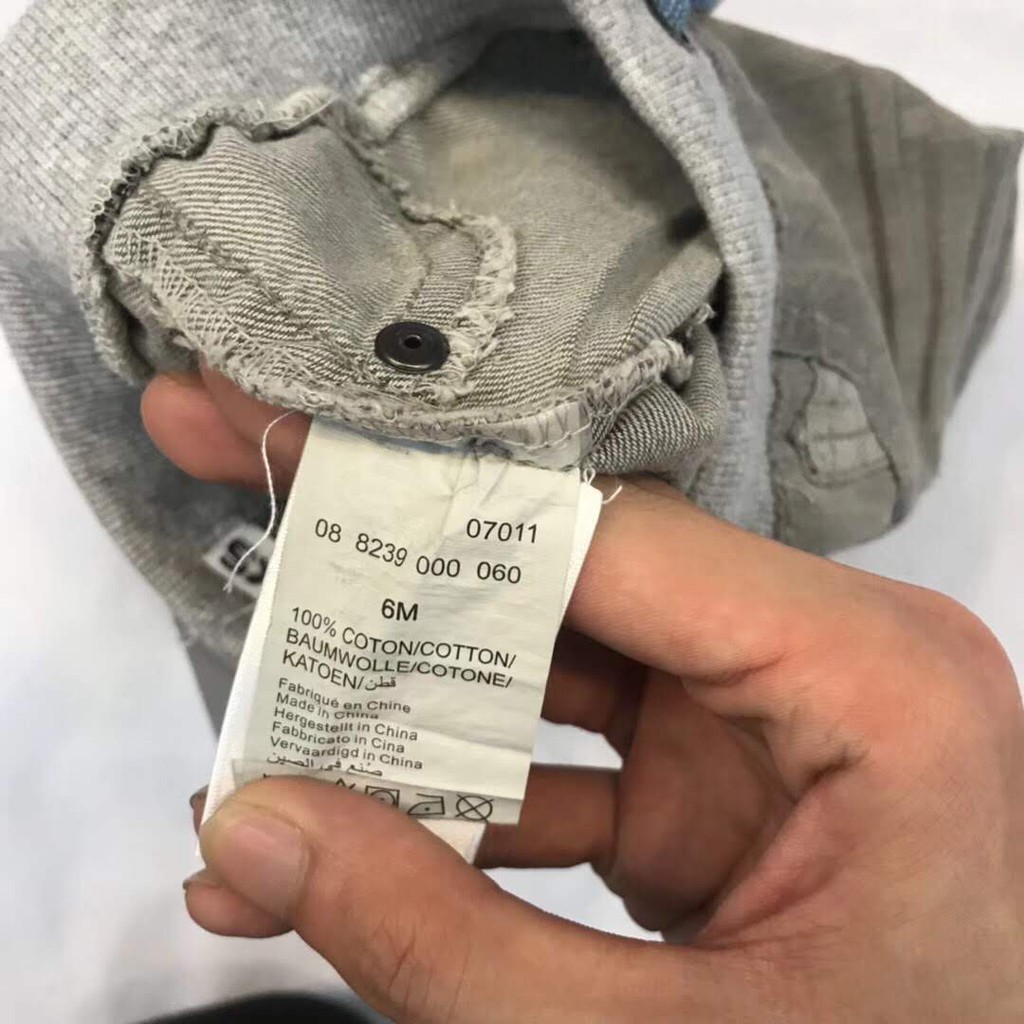 07011
08 8239 000 060
6M
100% COTON/COTTON/
BAUMWOLLE/COTONE/
KATOEN/قطن
Fabriqué en Chine
Made in China
Hergestellt in China
Fabbricato in Cina
Vervaardigd in China
صنع في الصين